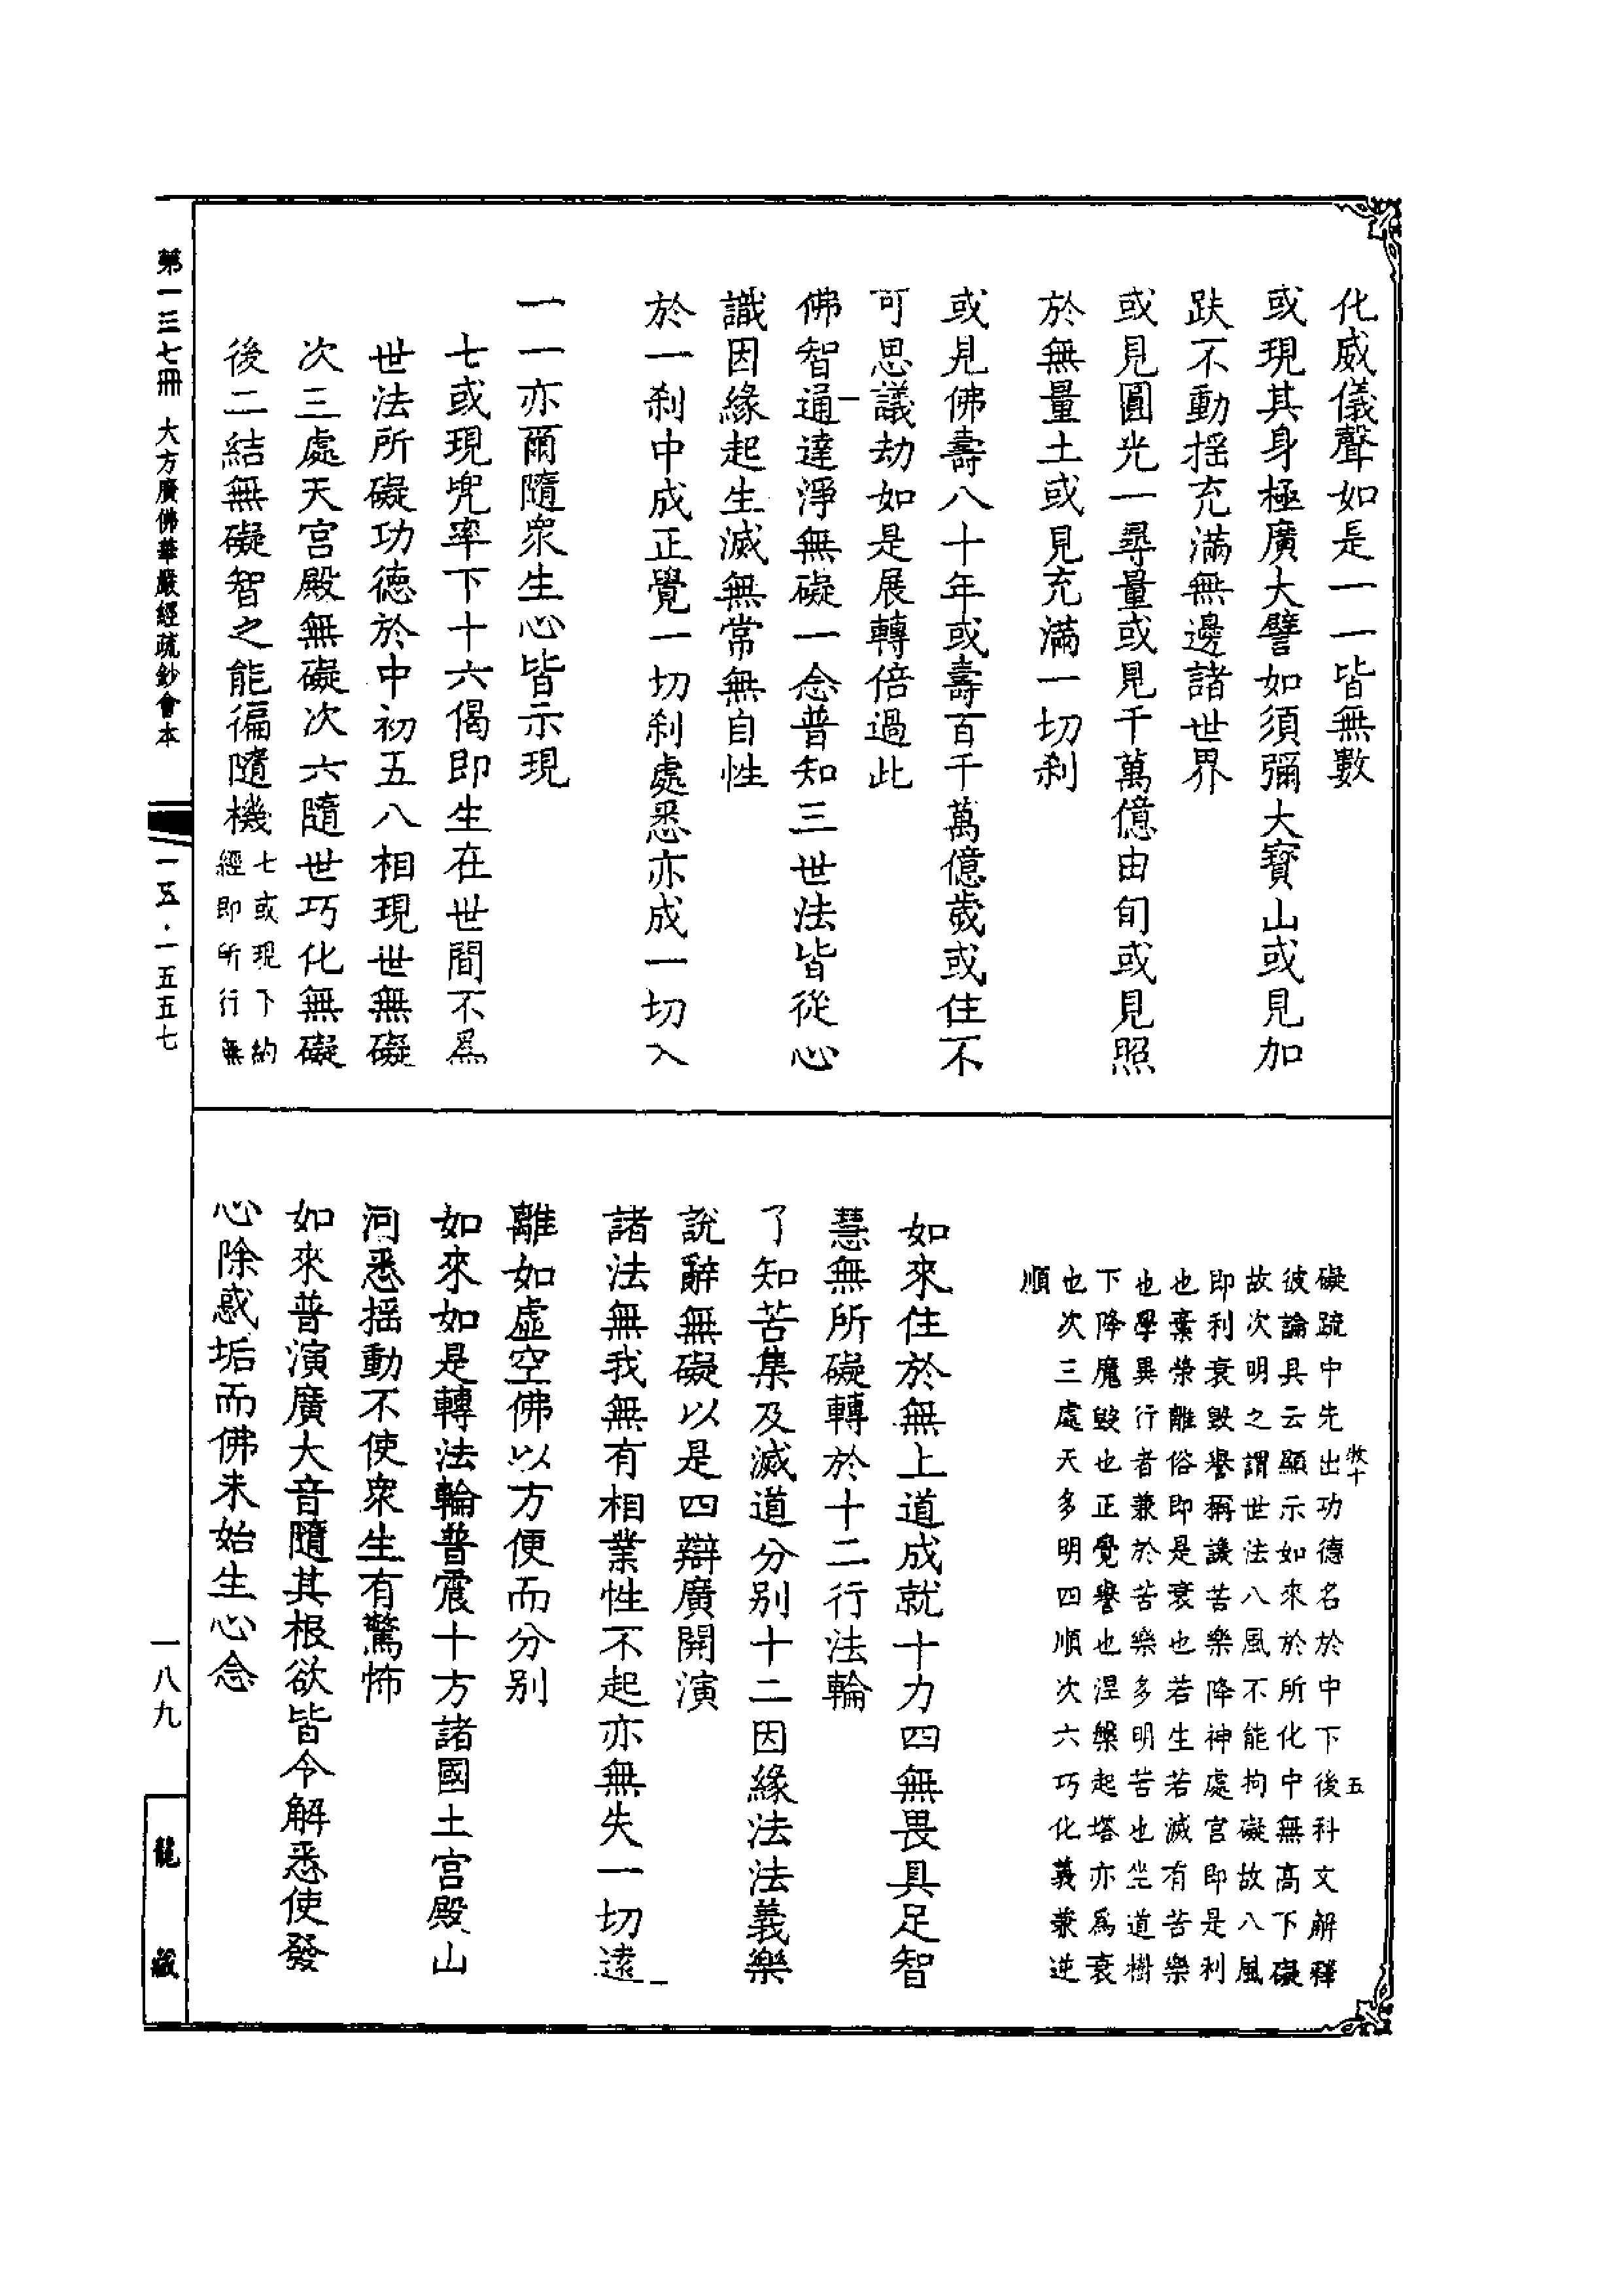 化威儀聲如是一一皆無數
或現其身極廣大譬如須彌大寶山或見加
趺不動搖充滿無邊諸世界
或見圓光一尋量或見千萬億由旬或見照
於無量土或見充滿一切刹
或見佛壽八十年或壽百千萬億歲或住不
可思議劫如是展轉倍過此
佛智通達淨無礙一念普知三世法皆從心
識因緣起生滅無常無自性
於一刹中成正覺一切刹處悉亦成一切入
一一亦爾隨衆生心皆示現
七或現兜率下十六偈即生在世間不爲
世法所礙功德於中初五八相現世無礙
次三處天宮殿無礙次六隨世巧化無礙
後二結無礙智之能徧隨機
七或現下約
經即所行無
礙疏中先出功德名於中下後科文解釋
彼論具云顯示如來於所化中無高下礙
故次明之謂世法八風不能拘礙故八風
即利衰毀譽稱譏苦樂降神處宮即是利
也棄榮離俗即是衰也若生若滅有苦樂
也學異行者兼於苦樂多明苦也坐道樹
下降魔毀也正覺譽也涅槃起塔亦爲衰
也次三處天多明四順次六巧化義兼逆
順
如來住於無上道成就十力四無畏具足智
慧無所礙轉於十二行法輪
了知苦集及滅道分別十二因緣法法義樂
說辭無礙以是四辯廣開演
諸法無我無有相業性不起亦無失一切遠
離如虛空佛以方便而分別
如來如是轉法輪普震十方諸國土宮殿山
河悉搖動不使衆生有驚怖
如來普演廣大音隨其根欲皆令解悉使發
心除惑垢而佛未始生心念
第一三七冊 大方廣佛華嚴經疏鈔會本
一五·一五五七
一八九
龍藏
五